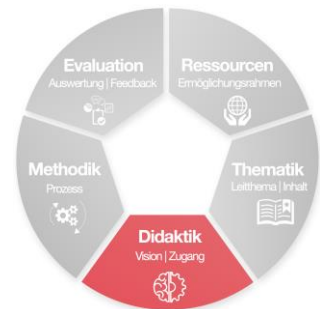 Evaluation
Auswertung | Feedback
Ressourcen
Ermöglichungsrahmen
Methodik
Prozess
Thematik
Leitthema | Inhalt
Didaktik
Vision | Zugang